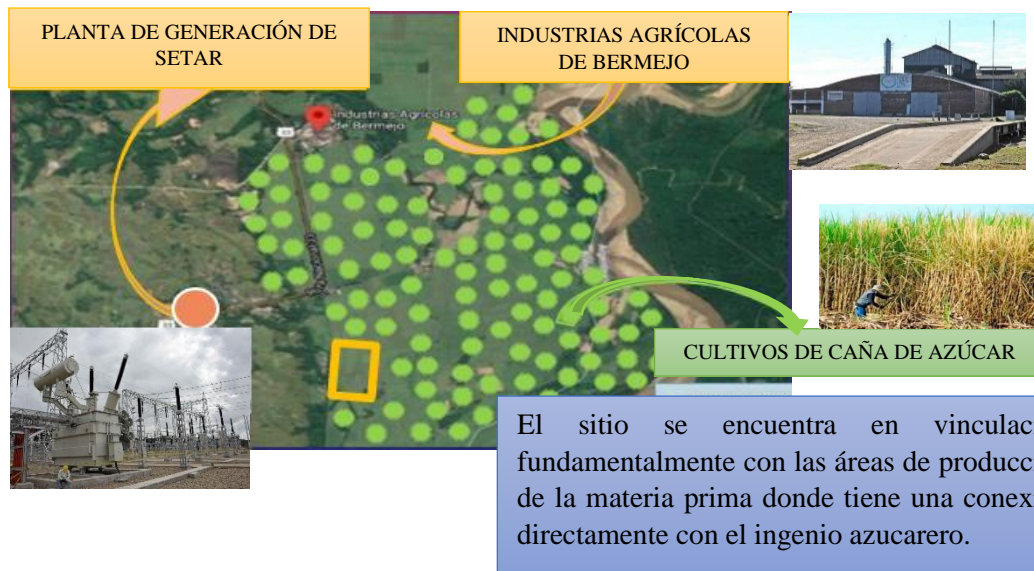 PLANTA DE GENERACIÓN DE
SETAR
INDUSTRIAS AGRÍCOLAS
DE BERMEJO
Industrias Agrícolas
de Bermejo
CULTIVOS DE CAÑA DE AZÚCAR
El sitio se encuentra en vinculac
fundamentalmente con las áreas de producc
de la materia prima donde tiene una conex
directamente con el ingenio azucarero.